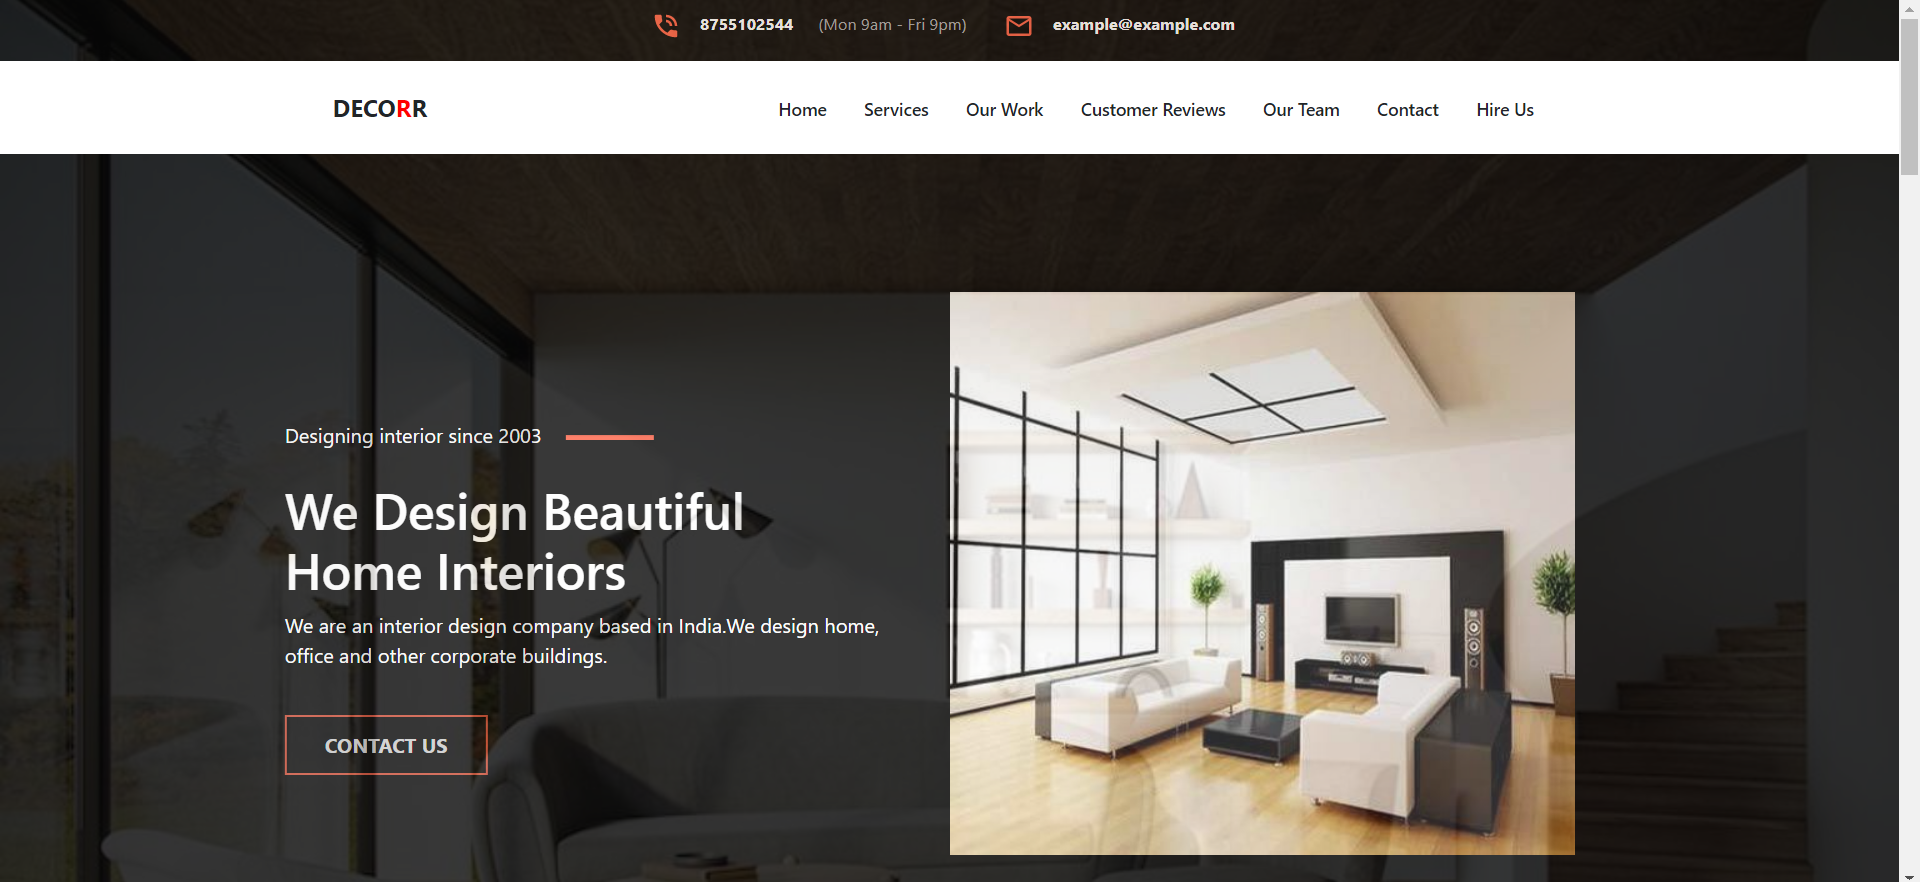 8755102544 (Mon 9am - Fri 9pm) example@example.com
DECORR Home Services Our Work Customer Reviews Our Team Contact Hire Us
Designing interior since 2003
We Design Beautiful
Home Interiors
We are an interior design company based in India.We design home,
office and other corporate buildings.
CONTACT US